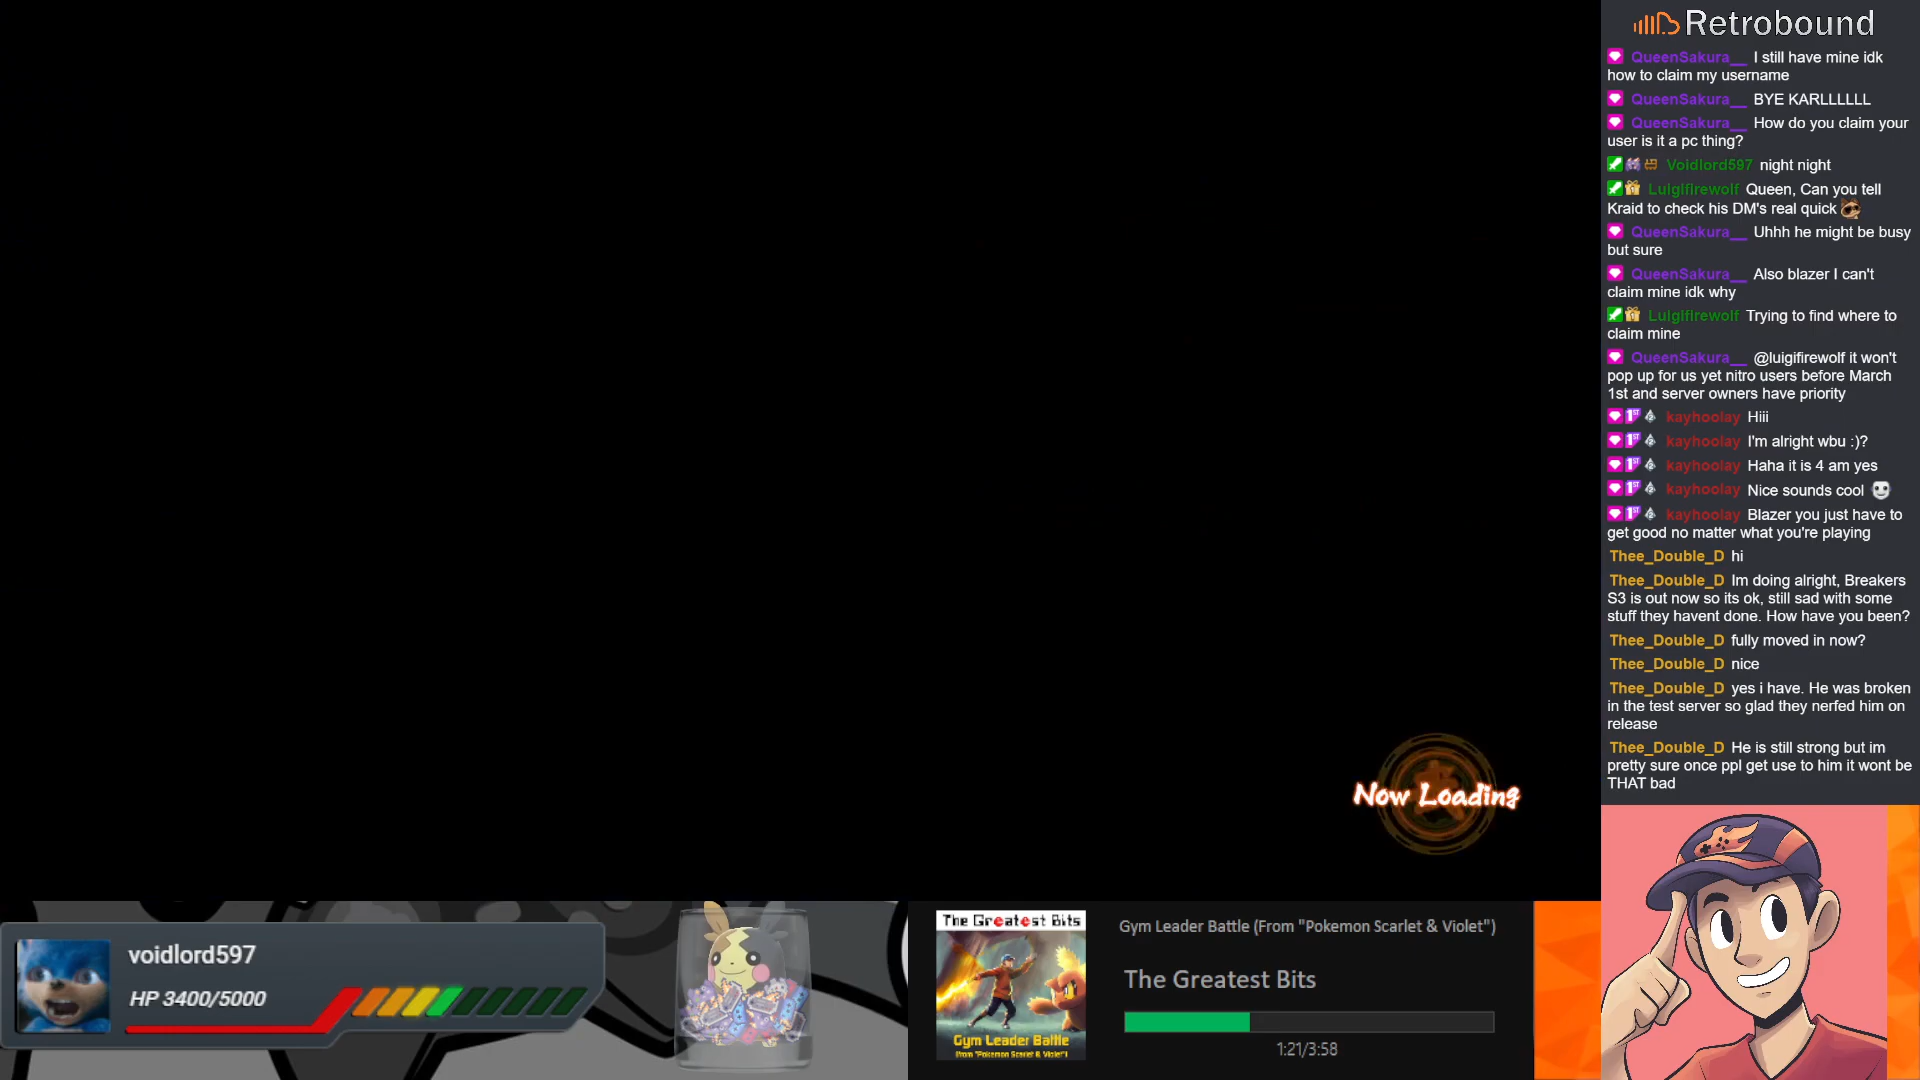 Retrobound
QueenSakura__ I still have mine idk
how to claim my username
QueenSakura__ BYE KARLLLLLL
QueenSakura__ How do you claim your
user is it a pc thing?
Voidlord597 night night
Luigifirewolf Queen, Can you tell
Kraid to check his DM's real quick
QueenSakura__ Uhhh he might be busy
but sure
QueenSakura__ Also blazer I can't
claim mine idk why
Luigifirewolf Trying to find where to
claim mine
QueenSakura__ @luigifirewolf it won't
pop up for us yet nitro users before March
1st and server owners have priority
kayhoolay Hiii
kayhoolay I'm alright wbu :)?
kayhoolay Haha it is 4 am yes
kayhoolay Nice sounds cool
kayhoolay Blazer you just have to
get good no matter what you're playing
Thee_Double_D hi
Thee_Double_D Im doing alright, Breakers
S3 is out now so its ok, still sad with some
stuff they havent done. How have you been?
Thee_Double_D fully moved in now?
Thee_Double_D nice
Thee_Double_D yes i have. He was broken
in the test server so glad they nerfed him on
release
Thee_Double_D He is still strong but im
pretty sure once ppl get use to him it wont be
THAT bad
Now Loading
voidlord597
HP 3400/5000
The Greatest Bits
Gym Leader Battle
(From "Pokemon Scarlet & Violet")
Gym Leader Battle (From "Pokemon Scarlet & Violet")
The Greatest Bits
1:21/3:58